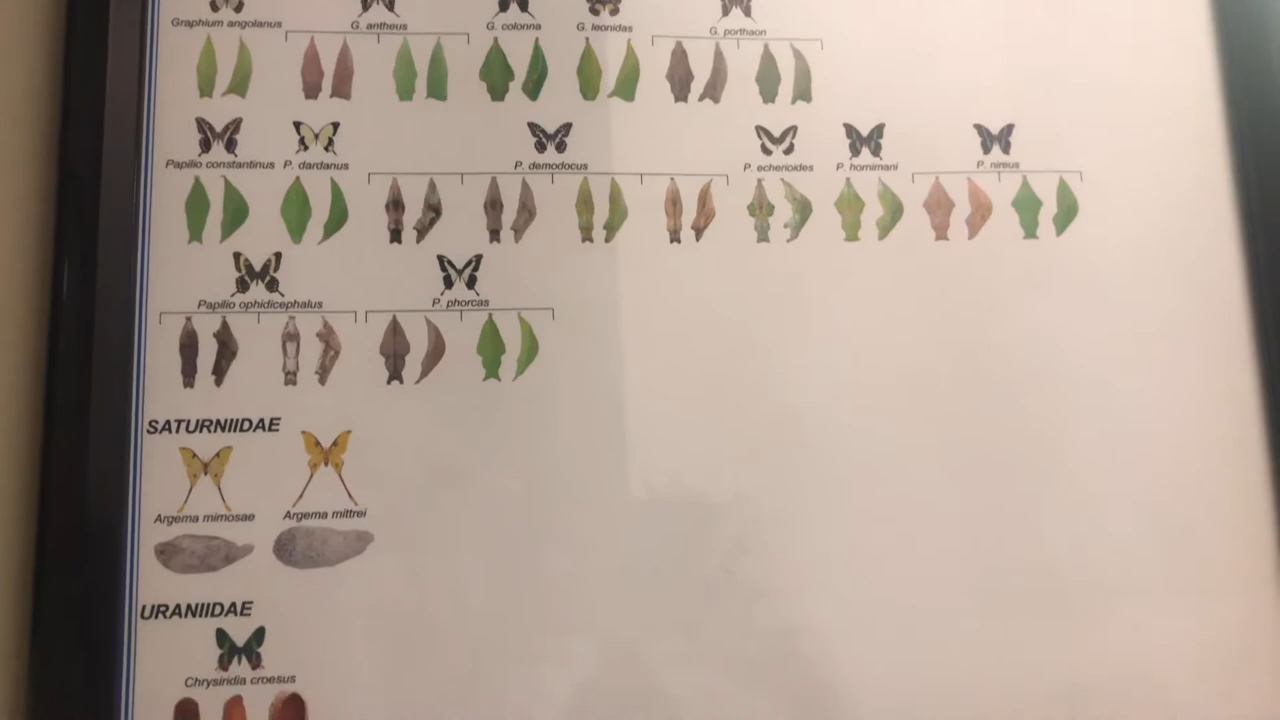 Graphium angolanus G. antheus G. colonna G. leonidas G. porthaon
Papilio constantinus P. dardanus P. demodocus P. echerioides P. hornimani P. nireus
Papilio ophidicephalus P. phorcas
SATURNIIDAE
Argema mimosae Argema mittrei
URANIIDAE
Chrysiridia croesus